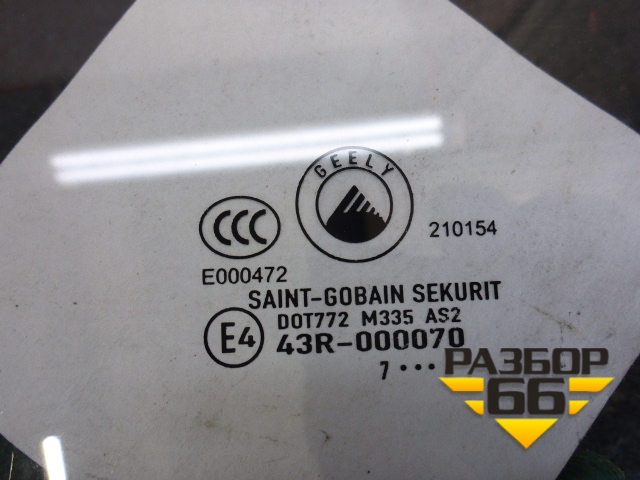 GEELY
CCC
210154
E000472
SAINT-GOBAIN SEKURIT
DOT772 M335 AS2
E4
43R-000070
7 •••
РАЗБОР
66